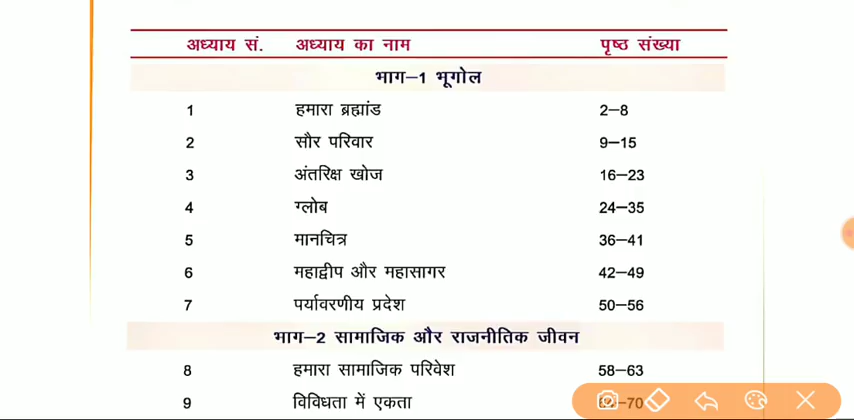 अध्याय सं. अध्याय का नाम पृष्ठ संख्या
भाग–1 भूगोल
1 हमारा ब्रह्मांड 2–8
2 सौर परिवार 9–15
3 अंतरिक्ष खोज 16–23
4 ग्लोब 24–35
5 मानचित्र 36–41
6 महाद्वीप और महासागर 42–49
7 पर्यावरणीय प्रदेश 50–56
भाग–2 सामाजिक और राजनीतिक जीवन
8 हमारा सामाजिक परिवेश 58–63
9 विविधता में एकता 64–70